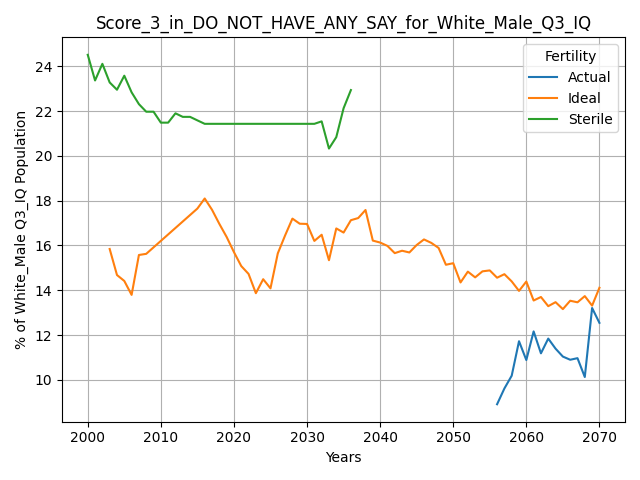 Score_3_in_DO_NOT_HAVE_ANY_SAY_for_White_Male_Q3_IQ
Fertility
Actual
Ideal
Sterile
% of White_Male Q3_IQ Population
24
22
20
18
16
14
12
10
2000 2010 2020 2030 2040 2050 2060 2070
Years